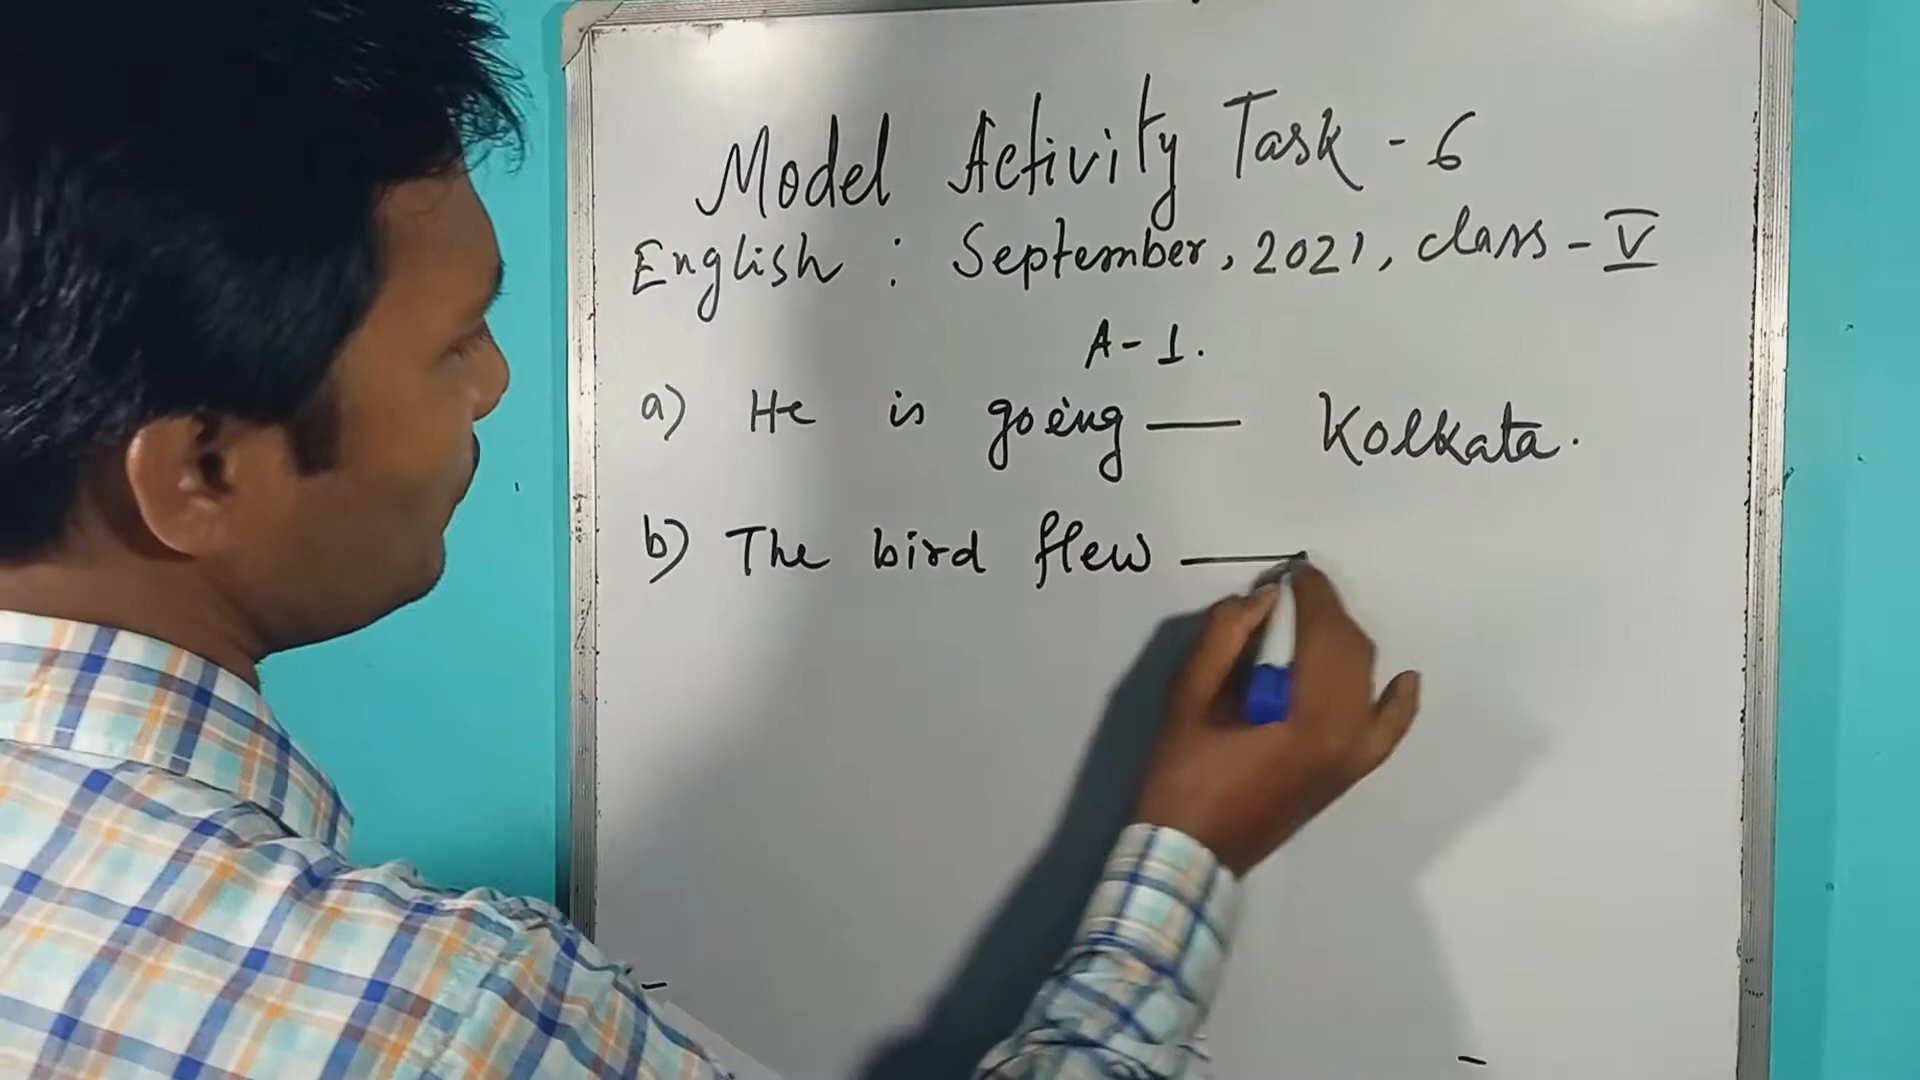 Model Activity Task - 6
English : September, 2021, class - V
A - 1.
a) He is going — Kolkata.
b) The bird flew —